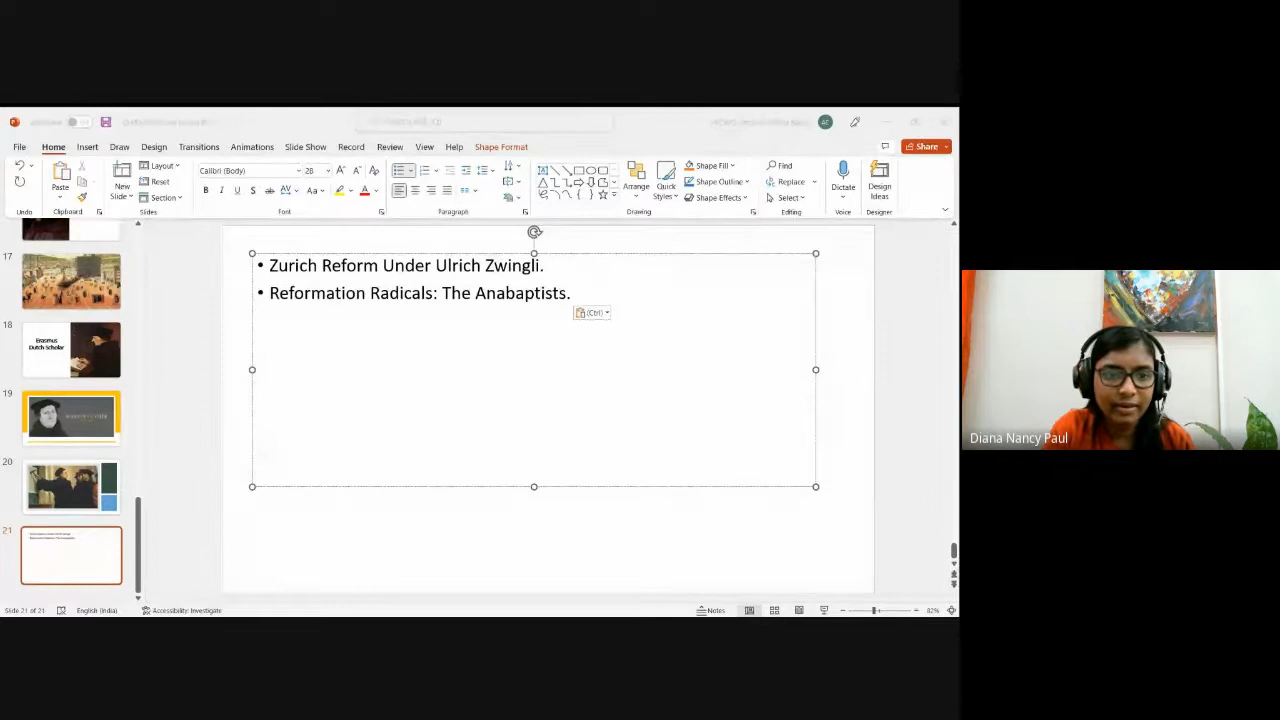 File Home Insert Draw Design Transitions Animations Slide Show Record Review View Help Shape Format Share
Paste
New Slide
Layout
Reset
Section
Calibri (Body) 28
Shape Fill
Shape Outline
Shape Effects
Arrange
Quick Styles
Find
Replace
Select
Dictate
Design Ideas
Undo Clipboard Slides Font Paragraph Drawing Editing Voice Designer
17
18
Erasmus
Dutch Scholar
19
20
21
• Zurich Reform Under Ulrich Zwingli.
• Reformation Radicals: The Anabaptists.
(Ctrl)
Slide 21 of 21 English (India) Accessibility: Investigate Notes 82%
Diana Nancy Paul